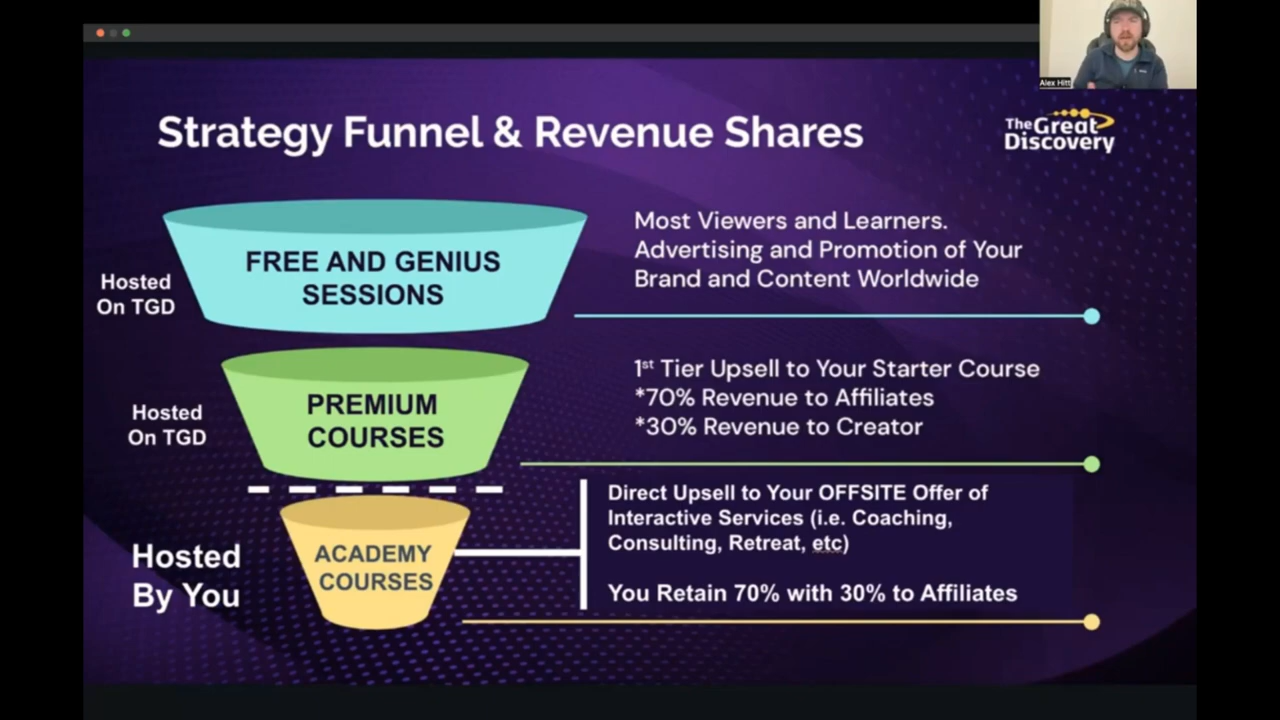 Alex Hitt
Strategy Funnel & Revenue Shares
The Great
Discovery
FREE AND GENIUS
SESSIONS
Hosted
On TGD
Most Viewers and Learners.
Advertising and Promotion of Your
Brand and Content Worldwide
PREMIUM
COURSES
Hosted
On TGD
1st Tier Upsell to Your Starter Course
*70% Revenue to Affiliates
*30% Revenue to Creator
ACADEMY
COURSES
Hosted
By You
Direct Upsell to Your OFFSITE Offer of
Interactive Services (i.e. Coaching,
Consulting, Retreat, etc)
You Retain 70% with 30% to Affiliates